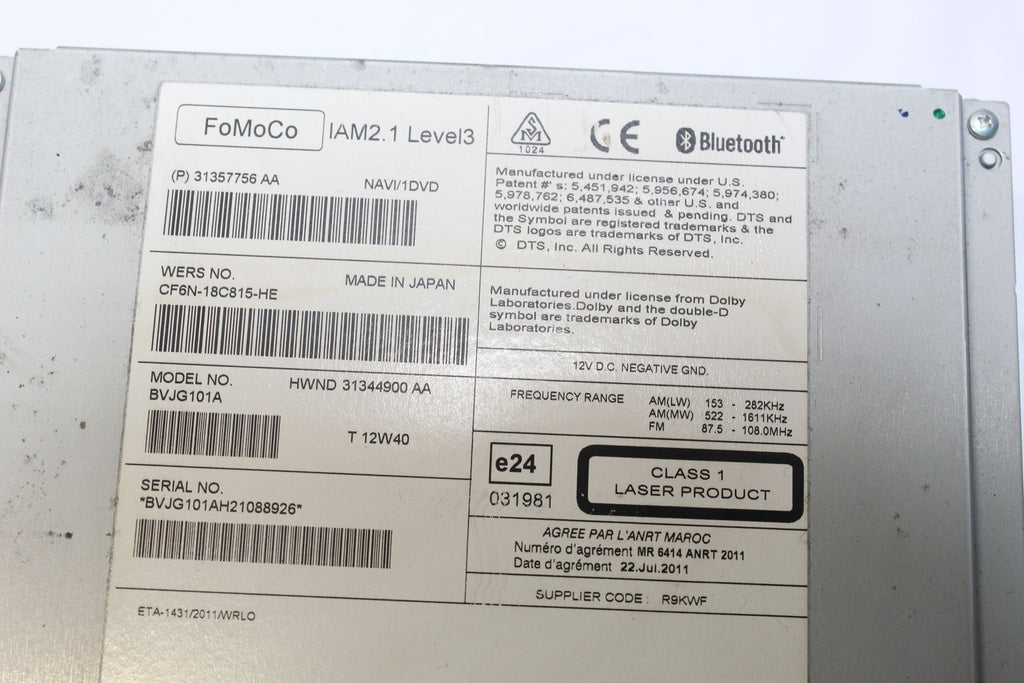 FoMoCo IAM2.1 Level3
(P) 31357756 AA NAVI/1DVD
WERS NO. MADE IN JAPAN
CF6N-18C815-HE
MODEL NO. HWND 31344900 AA
BVJG101A
T 12W40
SERIAL NO.
*BVJG101AH21088926*
ETA-1431/2011/WRLO
1024
CE
Bluetooth
Manufactured under license under U.S.
Patent #' s: 5,451,942; 5,956,674; 5,974,380;
5,978,762; 6,487,535 & other U.S. and
worldwide patents issued & pending. DTS and
the Symbol are registered trademarks & the
DTS logos are trademarks of DTS, Inc.
© DTS, Inc. All Rights Reserved.
Manufactured under license from Dolby
Laboratories.Dolby and the double-D
symbol are trademarks of Dolby
Laboratories.
12V D.C. NEGATIVE GND.
FREQUENCY RANGE AM(LW) 153 - 282KHz
AM(MW) 522 - 1611KHz
FM 87.5 - 108.0MHz
e24
031981
CLASS 1
LASER PRODUCT
AGREE PAR L'ANRT MAROC
Numéro d'agrément MR 6414 ANRT 2011
Date d'agrément 22.Jul.2011
SUPPLIER CODE : R9KWF